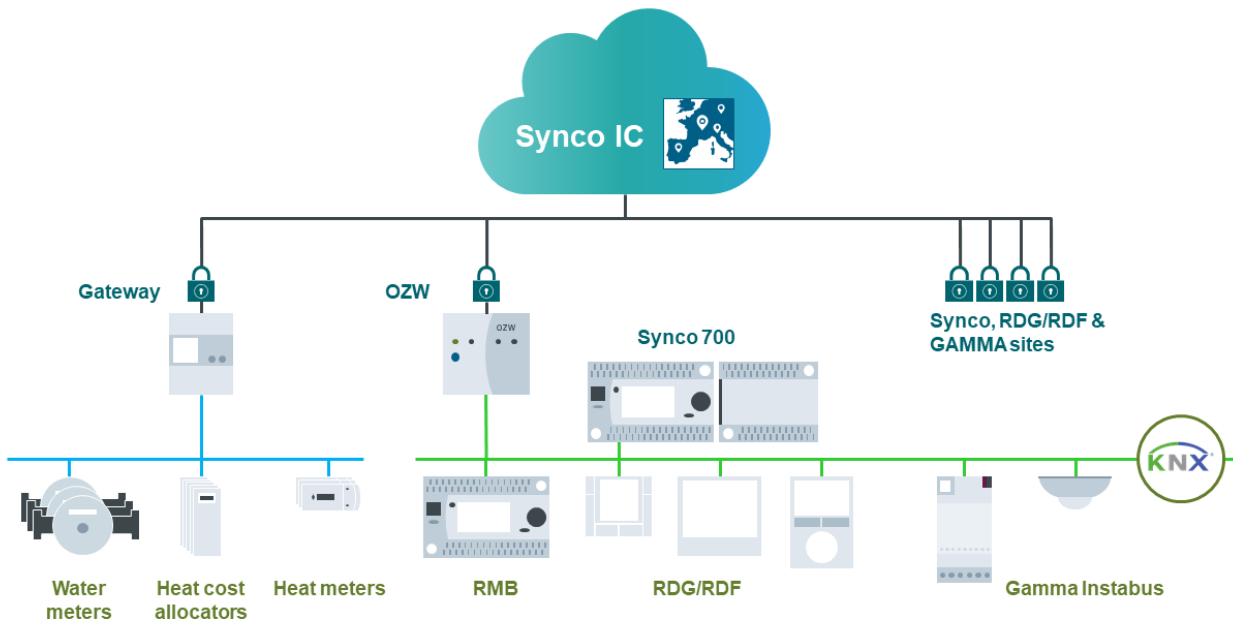 Synco IC
Gateway
OZW
Synco, RDG/RDF &
GAMMA sites
OZW
Synco 700
KNX
Water
meters
Heat cost
allocators
Heat meters
RMB
RDG/RDF
Gamma Instabus